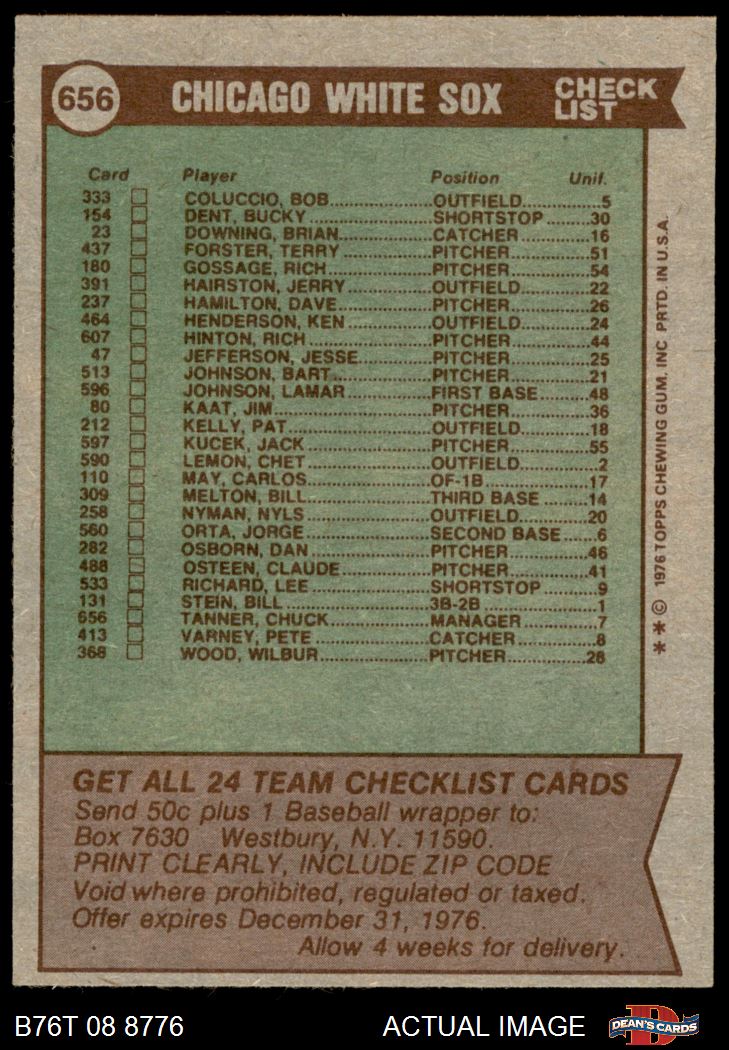 656 CHICAGO WHITE SOX CHECK LIST
Card Player Position Unif.
333 COLUCCIO, BOB OUTFIELD 5
154 DENT, BUCKY SHORTSTOP 30
23 DOWNING, BRIAN CATCHER 16
437 FORSTER, TERRY PITCHER 51
180 GOSSAGE, RICH PITCHER 54
391 HAIRSTON, JERRY OUTFIELD 22
237 HAMILTON, DAVE PITCHER 26
464 HENDERSON, KEN OUTFIELD 24
607 HINTON, RICH PITCHER 44
47 JEFFERSON, JESSE PITCHER 25
513 JOHNSON, BART PITCHER 21
596 JOHNSON, LAMAR FIRST BASE 48
80 KAAT, JIM PITCHER 36
212 KELLY, PAT OUTFIELD 18
597 KUCEK, JACK PITCHER 55
590 LEMON, CHET OUTFIELD 2
110 MAY, CARLOS OF-1B 17
309 MELTON, BILL THIRD BASE 14
258 NYMAN, NYLS OUTFIELD 20
560 ORTA, JORGE SECOND BASE 6
282 OSBORN, DAN PITCHER 46
488 OSTEEN, CLAUDE PITCHER 41
533 RICHARD, LEE SHORTSTOP 9
131 STEIN, BILL 3B-2B 1
656 TANNER, CHUCK MANAGER 7
413 VARNEY, PETE CATCHER 8
368 WOOD, WILBUR PITCHER 28
* * © 1976 TOPPS CHEWING GUM, INC PRTD. IN U.S.A.
GET ALL 24 TEAM CHECKLIST CARDS
Send 50c plus 1 Baseball wrapper to:
Box 7630 Westbury, N.Y. 11590.
PRINT CLEARLY, INCLUDE ZIP CODE
Void where prohibited, regulated or taxed.
Offer expires December 31, 1976.
Allow 4 weeks for delivery.
B76T 08 8776 ACTUAL IMAGE DEAN'S CARDS